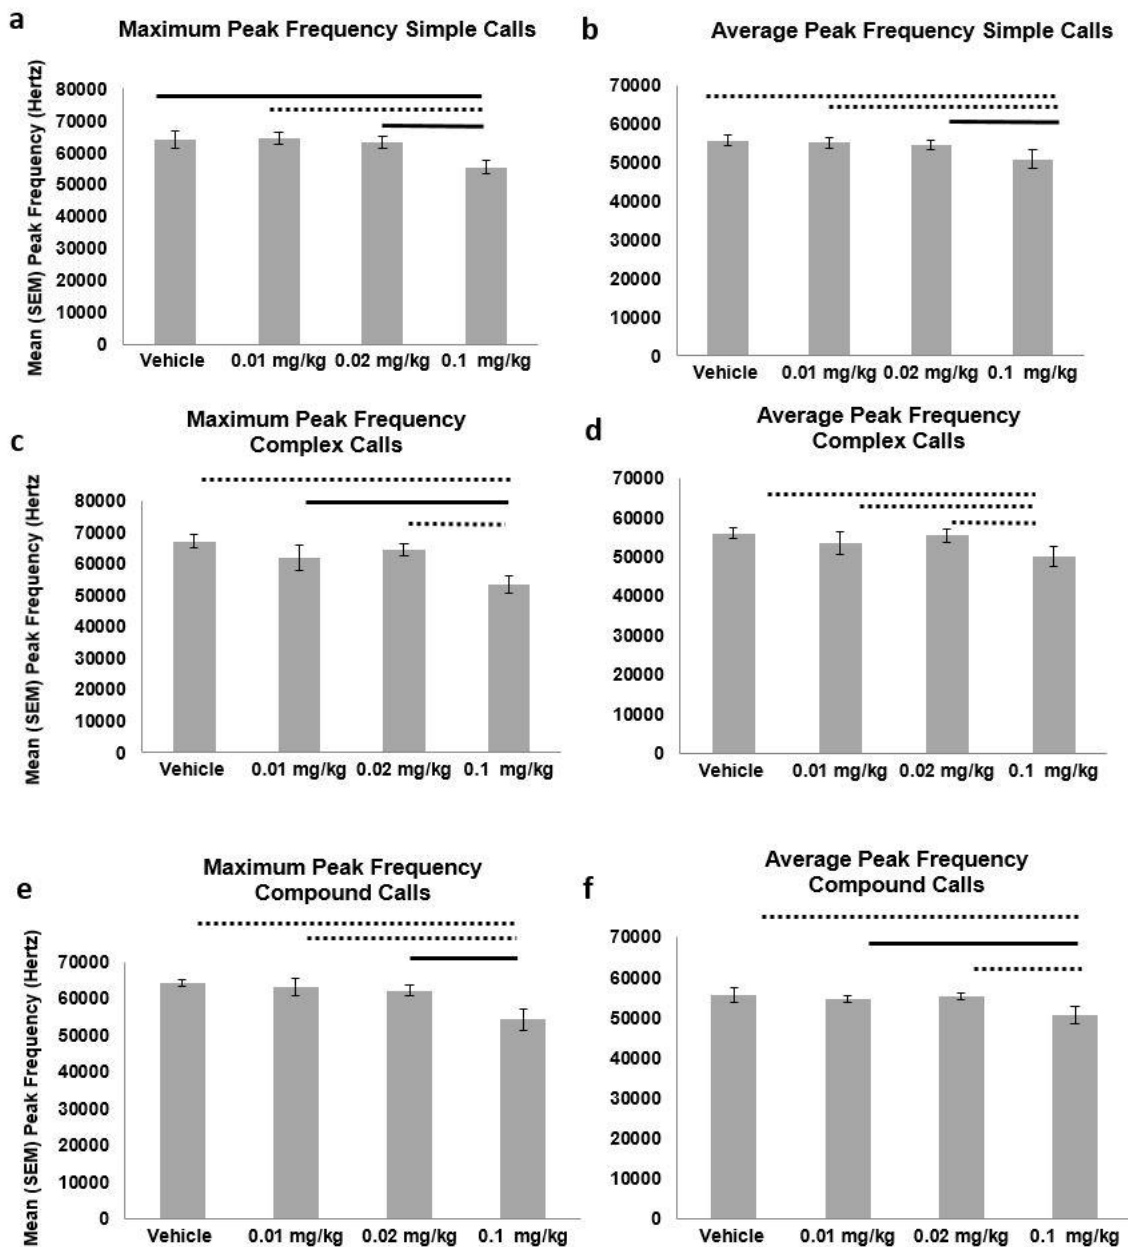 a
Maximum Peak Frequency Simple Calls
Mean (SEM) Peak Frequency (Hertz)
80000
70000
60000
50000
40000
30000
20000
10000
0
Vehicle 0.01 mg/kg 0.02 mg/kg 0.1 mg/kg
b
Average Peak Frequency Simple Calls
70000
60000
50000
40000
30000
20000
10000
0
Vehicle 0.01 mg/kg 0.02 mg/kg 0.1 mg/kg
c
Maximum Peak Frequency
Complex Calls
Mean (SEM) Peak Frequency (Hertz
80000
70000
60000
50000
40000
30000
20000
10000
0
Vehicle 0.01 mg/kg 0.02 mg/kg 0.1 mg/kg
d
Average Peak Frequency
Complex Calls
70000
60000
50000
40000
30000
20000
10000
0
Vehicle 0.01 mg/kg 0.02 mg/kg 0.1 mg/kg
e
Maximum Peak Frequency
Compound Calls
Mean (SEM) Peak Frequency (Hertz)
70000
60000
50000
40000
30000
20000
10000
0
Vehicle 0.01 mg/kg 0.02 mg/kg 0.1 mg/kg
f
Average Peak Frequency
Compound Calls
70000
60000
50000
40000
30000
20000
10000
0
Vehicle 0.01 mg/kg 0.02 mg/kg 0.1 mg/kg